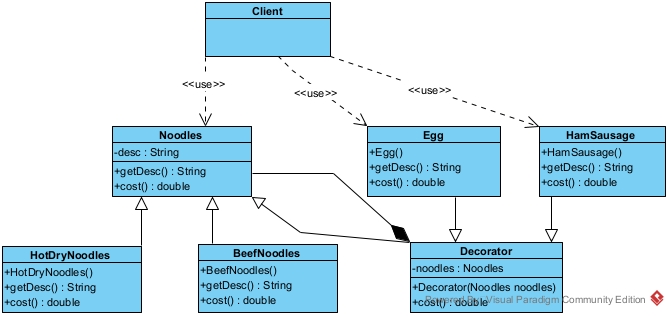 Client
<<use>>
<<use>>
<<use>>
Noodles
-desc : String
+getDesc() : String
+cost() : double
Egg
+Egg()
+getDesc() : String
+cost() : double
HamSausage
+HamSausage()
+getDesc() : String
+cost() : double
HotDryNoodles
+HotDryNoodles()
+getDesc() : String
+cost() : double
BeefNoodles
+BeefNoodles()
+getDesc() : String
+cost() : double
Decorator
-noodles : Noodles
+Decorator(Noodles noodles)
+cost() : double
Powered By: Visual Paradigm Community Edition